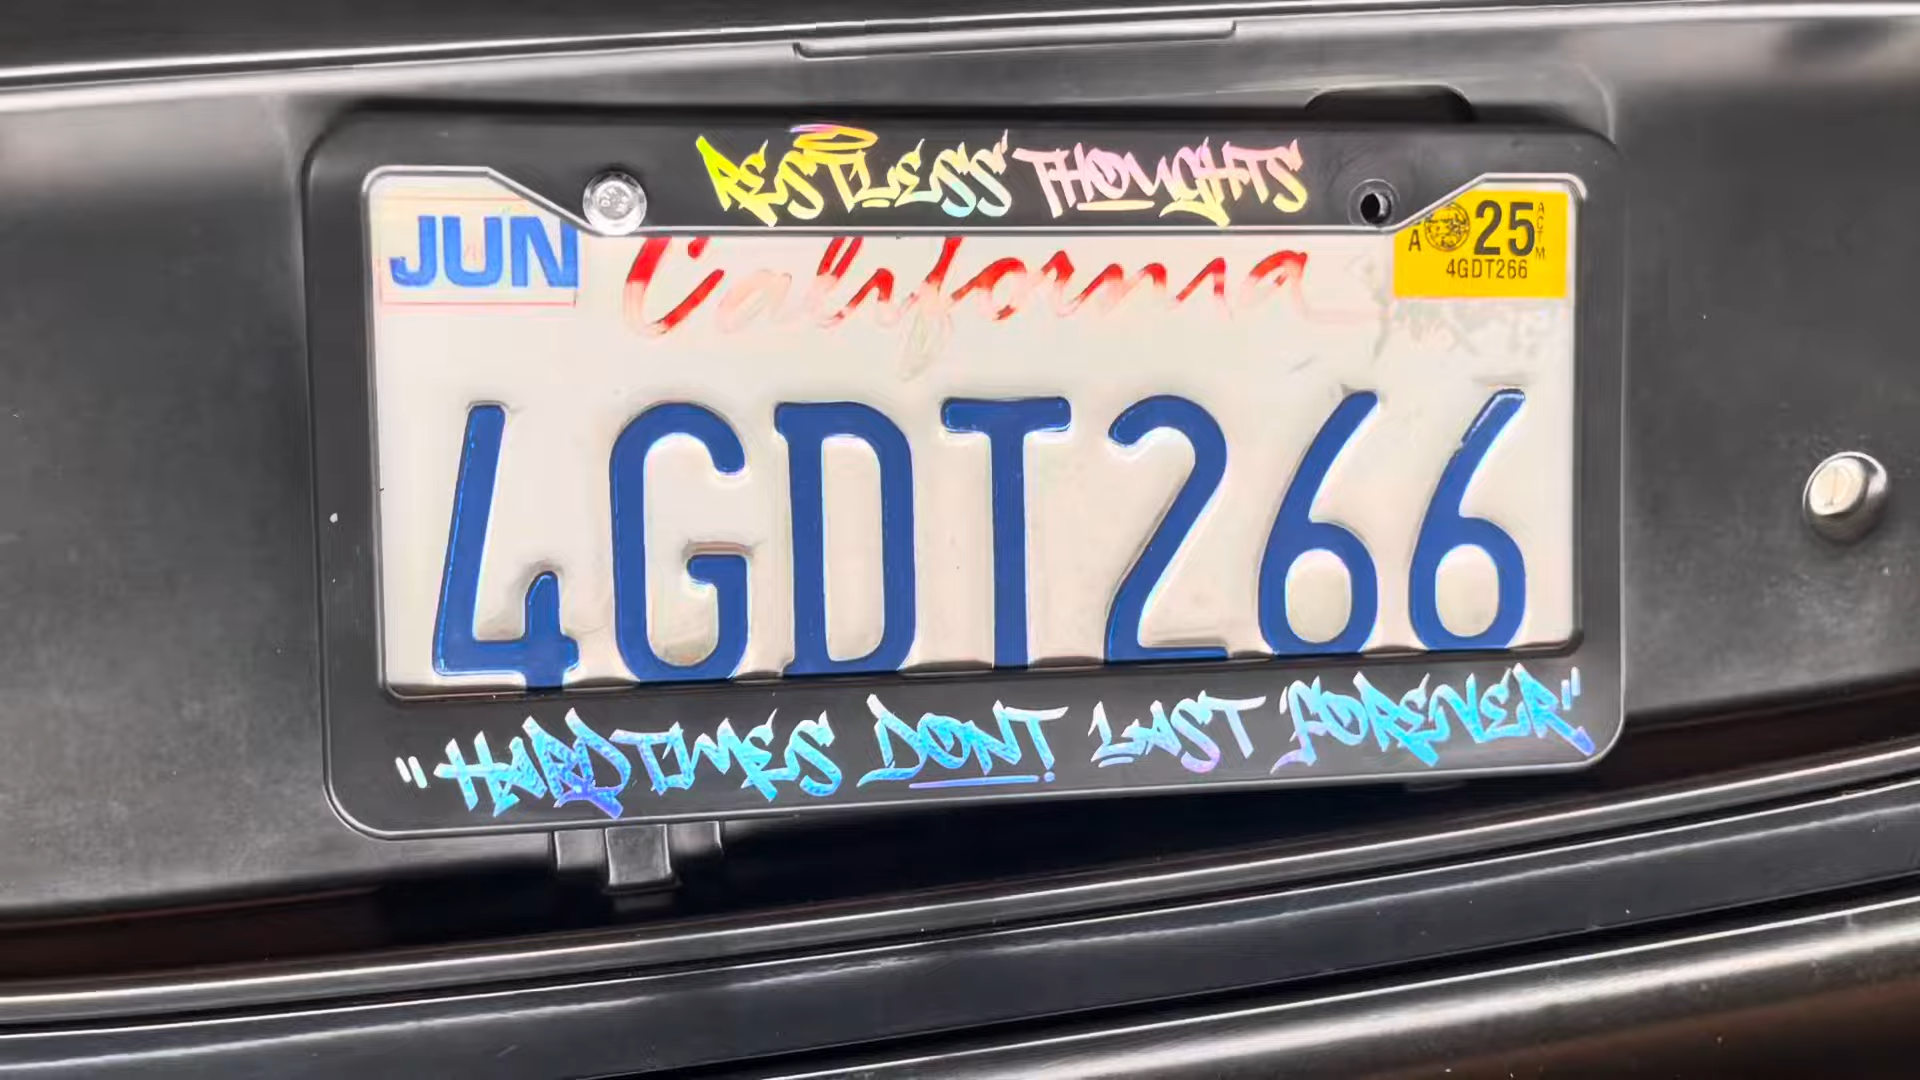 RESTLESS THOUGHTS
JUN
California
A 25
4GDT266
4GDT266
"HARDTIMES DONT LAST FOREVER"